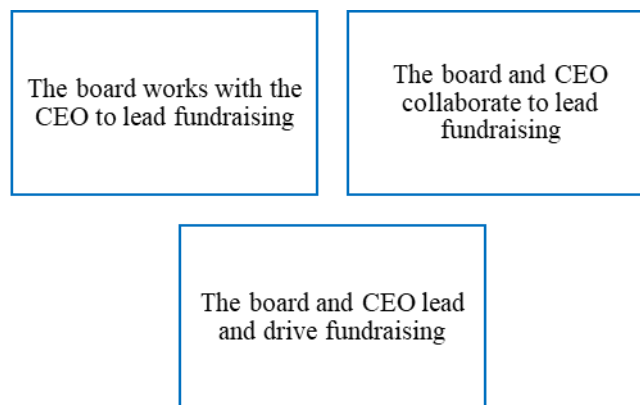 The board works with the
CEO to lead fundraising
The board and CEO
collaborate to lead
fundraising
The board and CEO lead
and drive fundraising